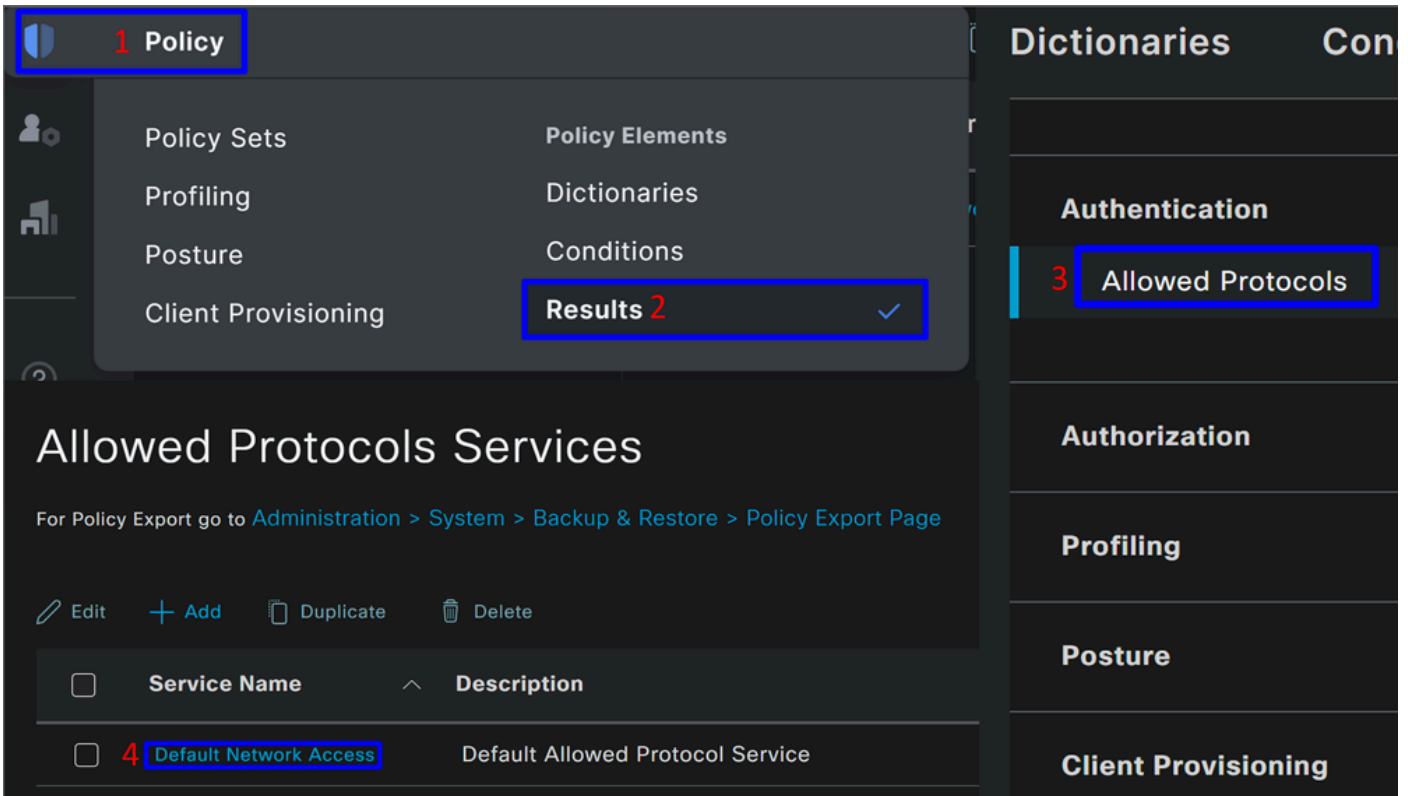 1 Policy
Policy Sets
Profiling
Posture
Client Provisioning
Policy Elements
Dictionaries
Conditions
Results 2
Dictionaries
Authentication
3 Allowed Protocols
Authorization
Profiling
Posture
Client Provisioning
Allowed Protocols Services
For Policy Export go to Administration > System > Backup & Restore > Policy Export Page
Edit Add Duplicate Delete
Service Name Description
4 Default Network Access Default Allowed Protocol Service